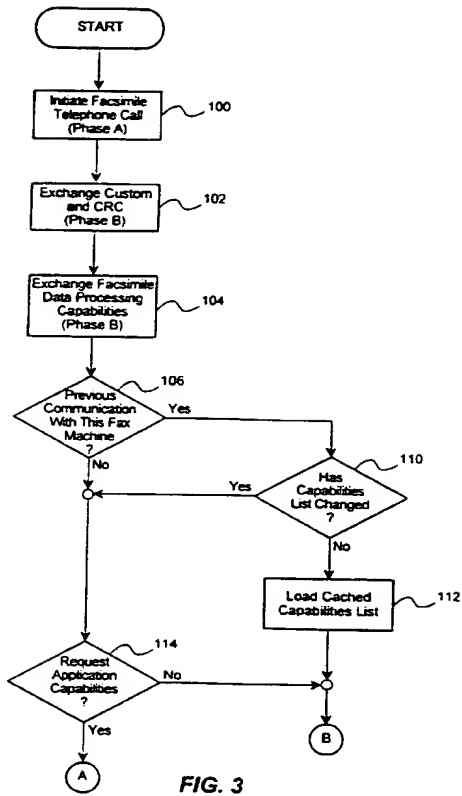 START
Initiate Facsimile
Telephone Call
(Phase A)
100
Exchange Custom
and CRC
(Phase B)
102
Exchange Facsimile
Data Processing
Capabilities
(Phase B)
104
106
Previous
Communication
With This Fax
Machine
?
Yes
No
110
Has
Capabilities
List Changed
?
Yes
No
Load Cached
Capabilities List
112
114
Request
Application
Capabilities
?
No
Yes
B
A
FIG. 3